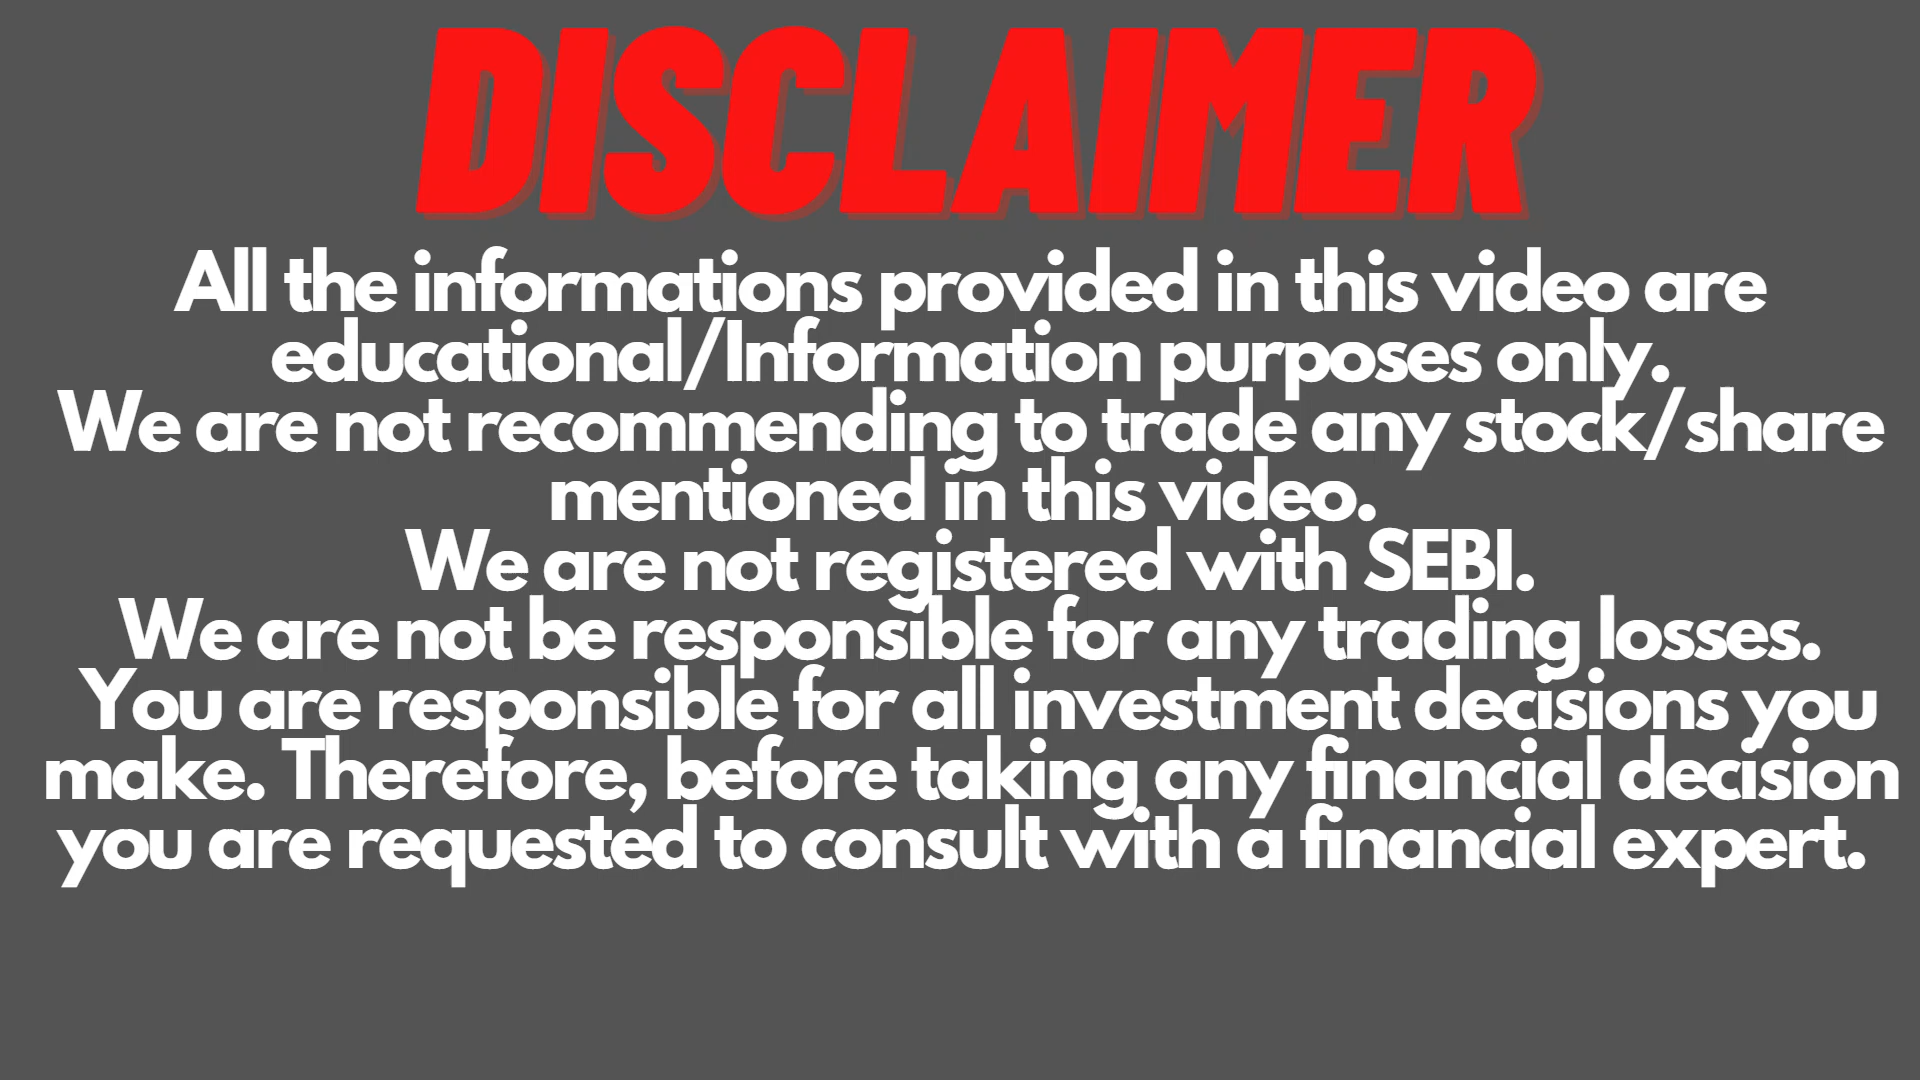 DISCLAIMER
All the informations provided in this video are
educational/Information purposes only.
We are not recommending to trade any stock/share
mentioned in this video.
We are not registered with SEBI.
We are not be responsible for any trading losses.
You are responsible for all investment decisions you
make. Therefore, before taking any financial decision
you are requested to consult with a financial expert.